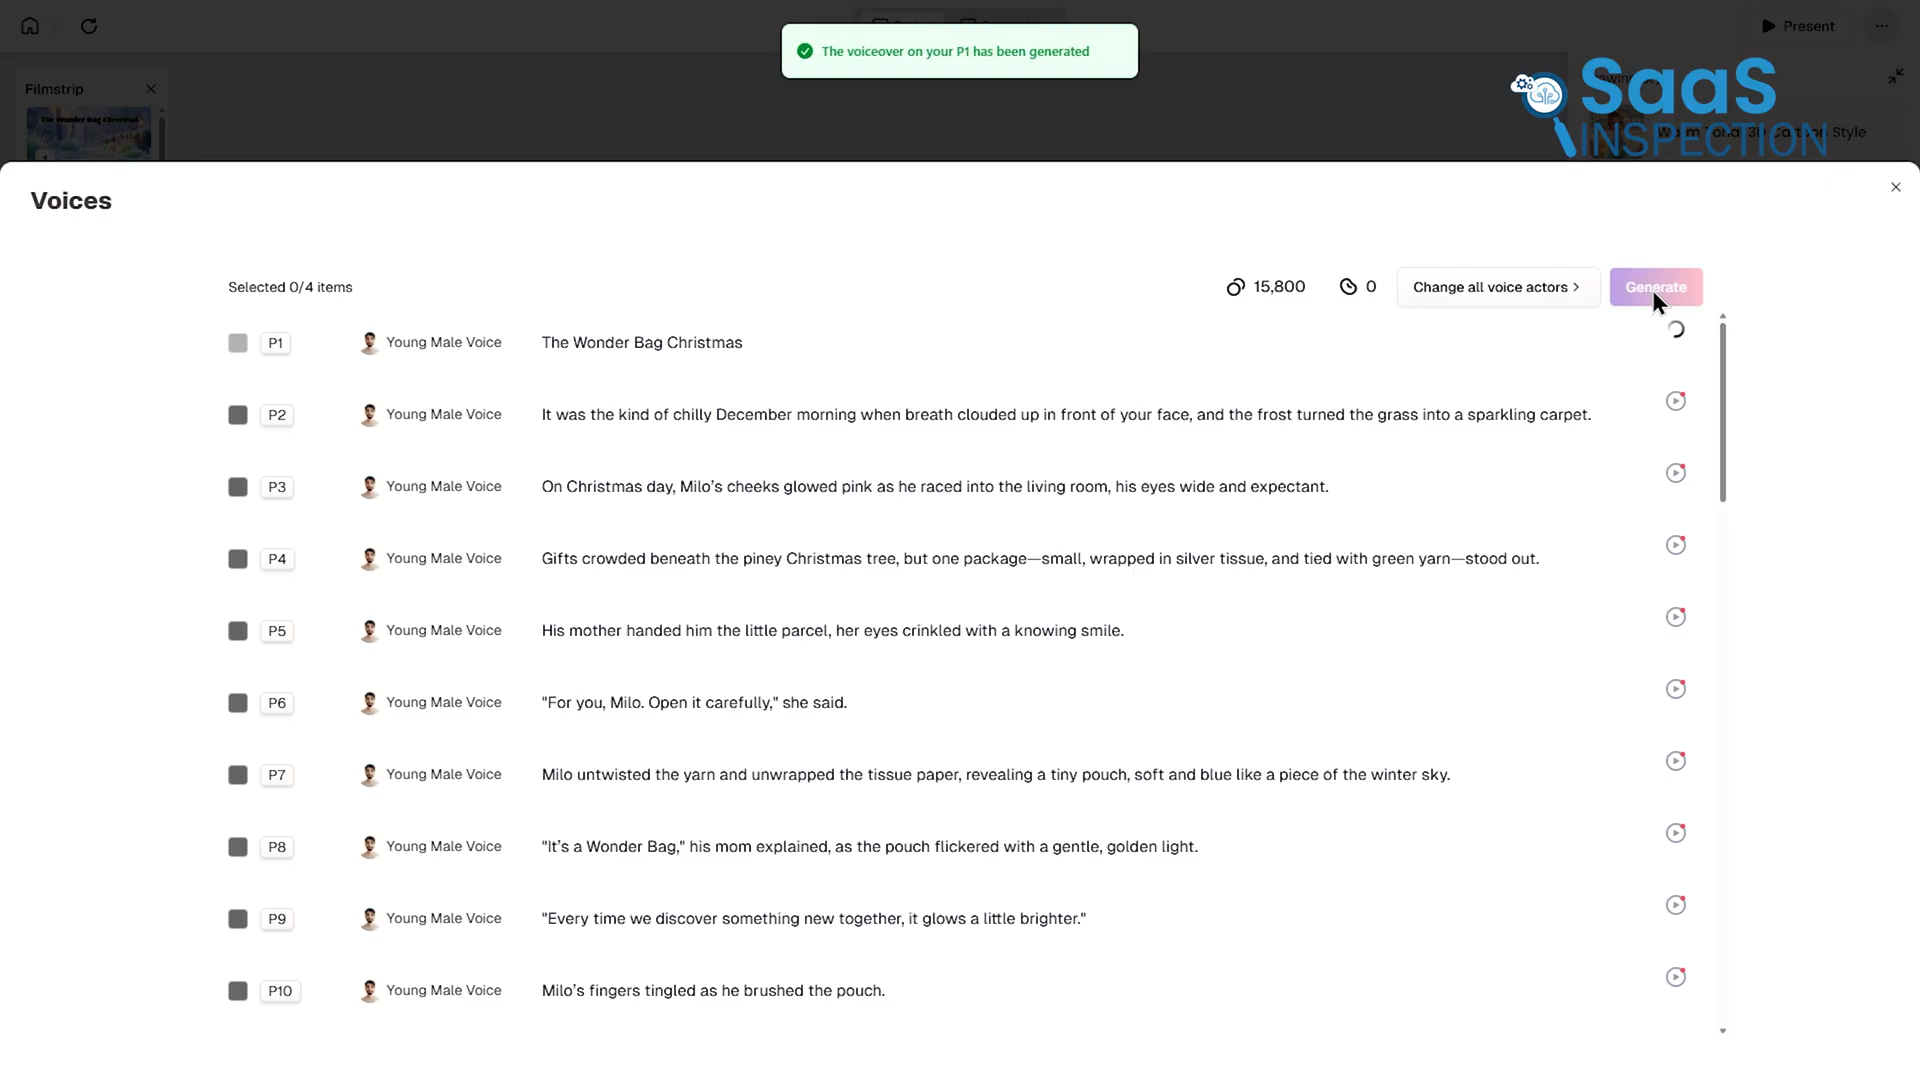 Present
The voiceover on your P1 has been generated
Filmstrip
The Wonder Bag Christmas
SaaS
INSPECTION
Warm Tonal 3D Cartoon Style
Voices
Selected 0/4 items
15,800
0
Change all voice actors
Generate
P1 Young Male Voice The Wonder Bag Christmas
P2 Young Male Voice It was the kind of chilly December morning when breath clouded up in front of your face, and the frost turned the grass into a sparkling carpet.
P3 Young Male Voice On Christmas day, Milo’s cheeks glowed pink as he raced into the living room, his eyes wide and expectant.
P4 Young Male Voice Gifts crowded beneath the piney Christmas tree, but one package—small, wrapped in silver tissue, and tied with green yarn—stood out.
P5 Young Male Voice His mother handed him the little parcel, her eyes crinkled with a knowing smile.
P6 Young Male Voice "For you, Milo. Open it carefully," she said.
P7 Young Male Voice Milo untwisted the yarn and unwrapped the tissue paper, revealing a tiny pouch, soft and blue like a piece of the winter sky.
P8 Young Male Voice "It’s a Wonder Bag," his mom explained, as the pouch flickered with a gentle, golden light.
P9 Young Male Voice "Every time we discover something new together, it glows a little brighter."
P10 Young Male Voice Milo’s fingers tingled as he brushed the pouch.